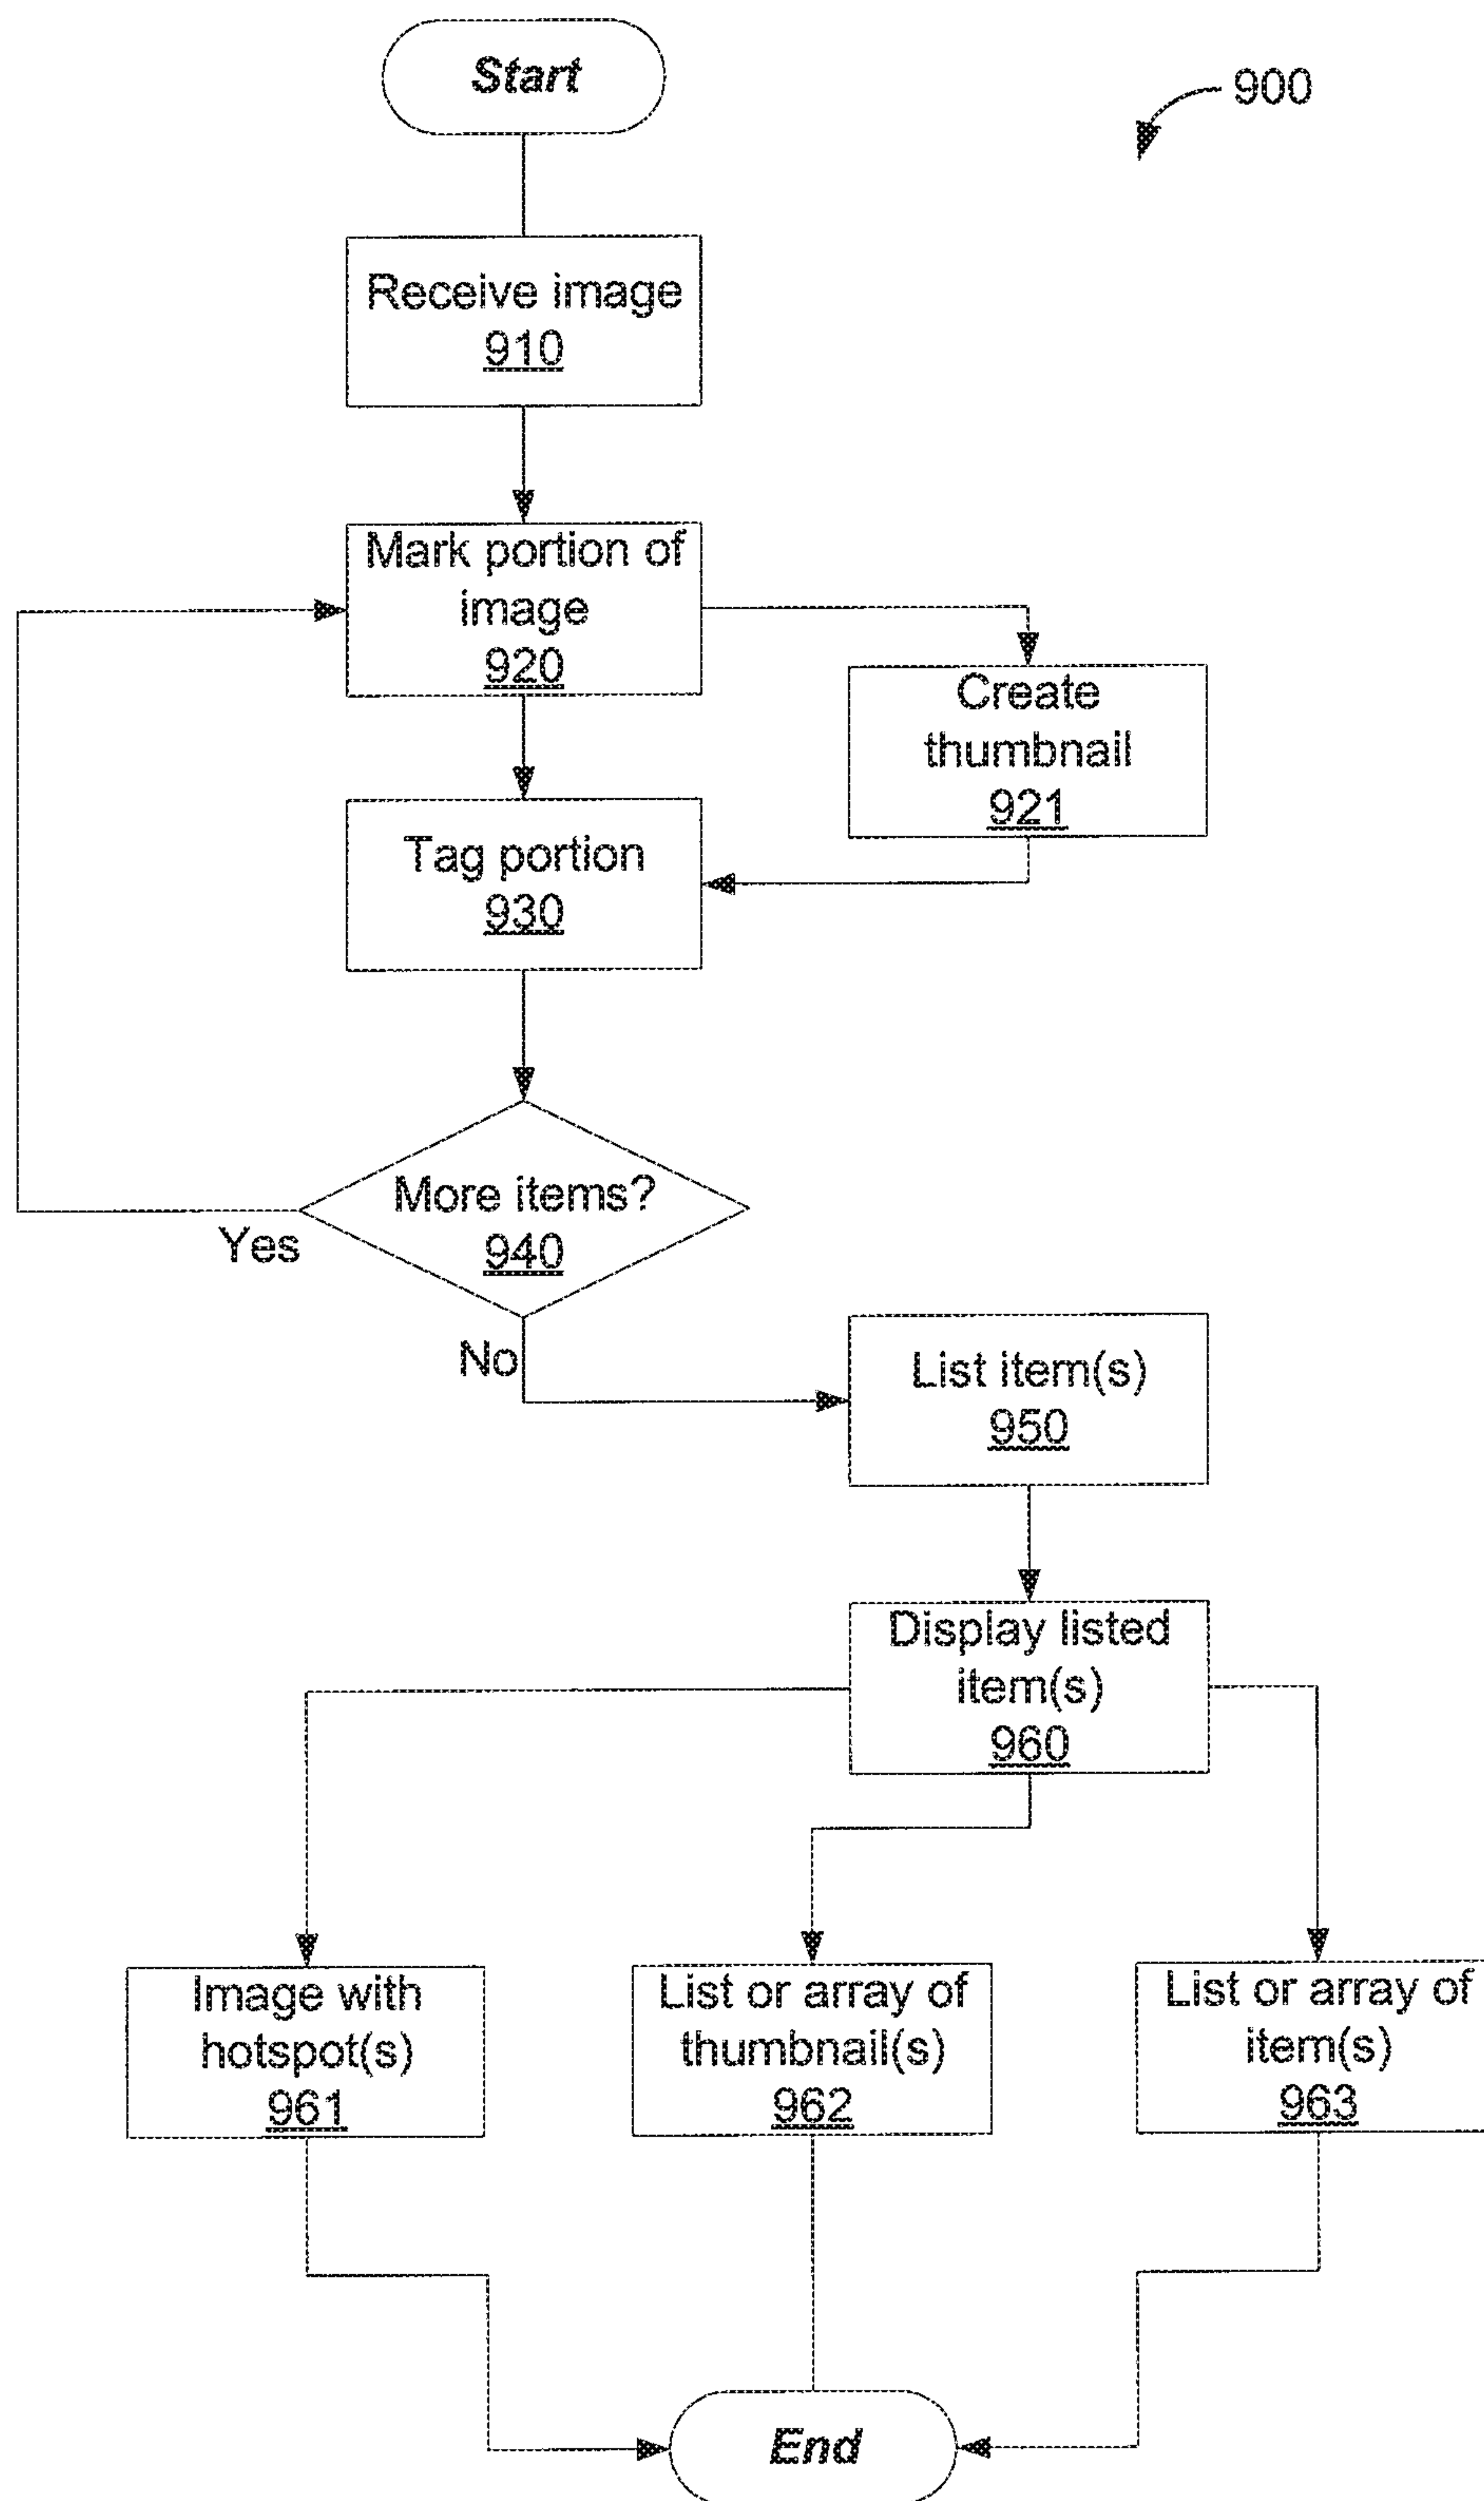 Start
900
Receive image
910
Mark portion of
image
920
Create
thumbnail
921
Tag portion
930
More items?
940
Yes
No
List item(s)
950
Display listed
item(s)
960
Image with
hotspot(s)
961
List or array of
thumbnail(s)
962
List or array of
item(s)
963
End